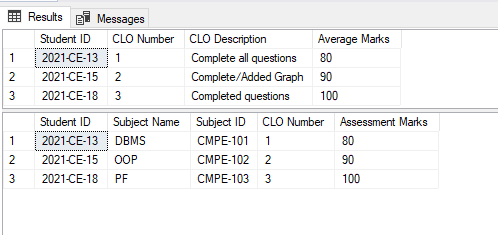 Results Messages
Student ID CLO Number CLO Description Average Marks
1 2021-CE-13 1 Complete all questions 80
2 2021-CE-15 2 Complete/Added Graph 90
3 2021-CE-18 3 Completed questions 100
Student ID Subject Name Subject ID CLO Number Assessment Marks
1 2021-CE-13 DBMS CMPE-101 1 80
2 2021-CE-15 OOP CMPE-102 2 90
3 2021-CE-18 PF CMPE-103 3 100